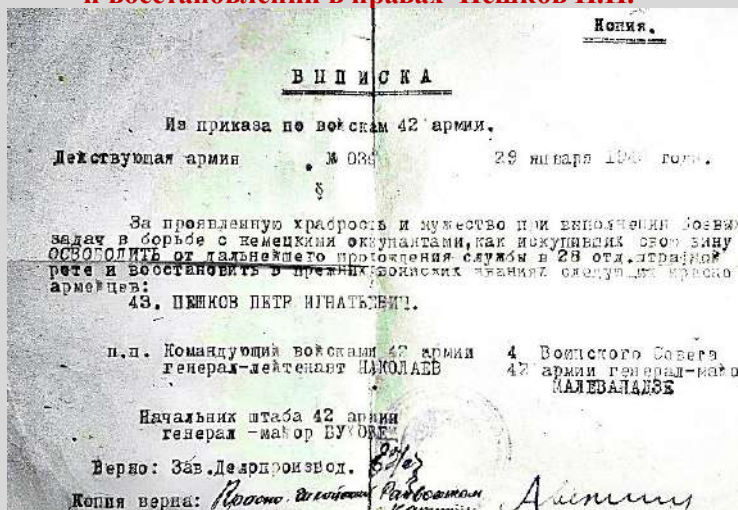 и восстановлении в правах Пешков П.И.
Копия.
ВЫПИСКА
Из приказа по войскам 42 армии.
Действующая армия № 039 29 января года.
§
За проявленную храбрость и мужество при выполнении боевых
задач в борьбе с немецкими оккупантами, как искупивших свою вину
ОСВОБОДИТЬ от дальнейшего прохождения службы в 28 отд. штрафной
роте и восстановить в прежних воинских званиях следующих красно
армейцев:
43. ПЕШКОВ ПЕТР ИГНАТЬЕВИЧ.
п.п. Командующий войсками 42 армии 4 Воинского Совета
генерал-лейтенант НИКОЛАЕВ 42 армии генерал-майо
Начальник штаба 42 армии
генерал -майор
Верно: Зав.Делопроизвод.
Копия верна: